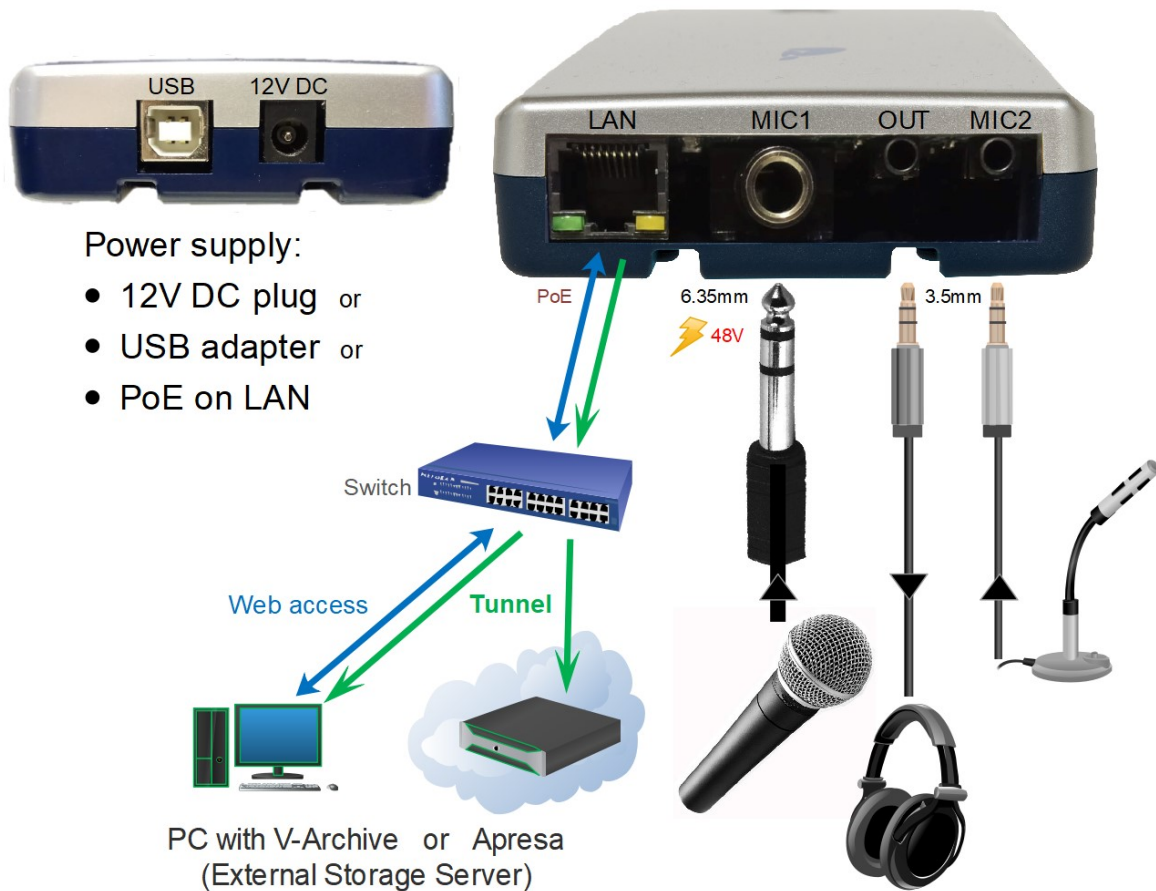 USB 12V DC
LAN MIC1 OUT MIC2
Power supply:
• 12V DC plug or
• USB adapter or
• PoE on LAN
PoE
6.35mm
48V
3.5mm
Switch
NETGEAR
Web access
Tunnel
PC with V-Archive or Apresa
(External Storage Server)